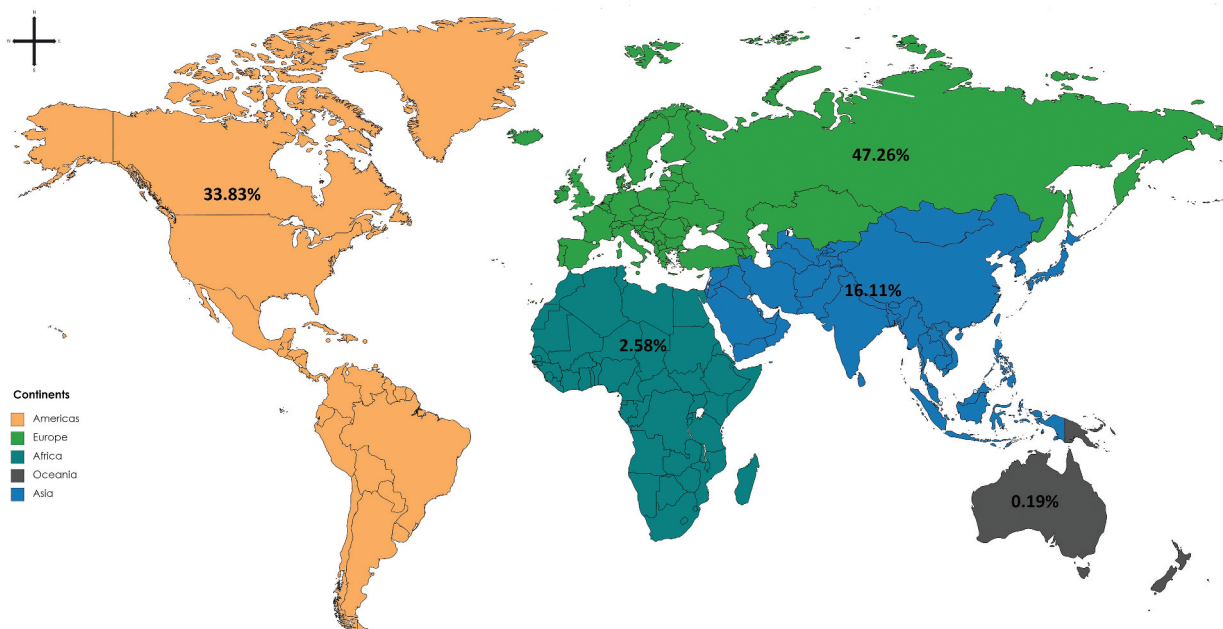 N
W E
S
47.26%
33.83%
16.11%
2.58%
0.19%
Continents
Americas
Europe
Africa
Oceania
Asia